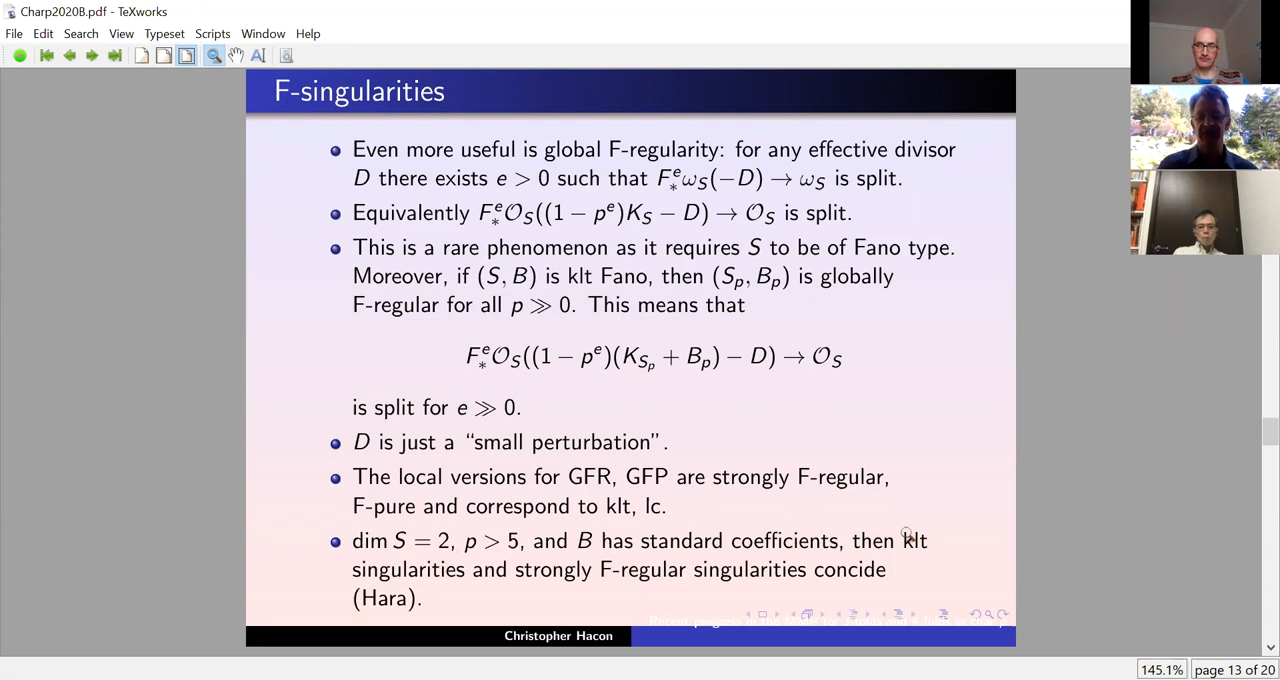 Charp2020B.pdf - TeXworks
File Edit Search View Typeset Scripts Window Help
F-singularities
Even more useful is global F-regularity: for any effective divisor
D there exists e > 0 such that F^e_* ω_S(−D) → ω_S is split.
Equivalently F^e_* O_S((1 − p^e)K_S − D) → O_S is split.
This is a rare phenomenon as it requires S to be of Fano type.
Moreover, if (S, B) is klt Fano, then (S_p, B_p) is globally
F-regular for all p ≫ 0. This means that
F^e_* O_S((1 − p^e)(K_{S_p} + B_p) − D) → O_S
is split for e ≫ 0.
D is just a “small perturbation”.
The local versions for GFR, GFP are strongly F-regular,
F-pure and correspond to klt, lc.
dim S = 2, p > 5, and B has standard coefficients, then klt
singularities and strongly F-regular singularities concide
(Hara).
Christopher Hacon
145.1% page 13 of 20